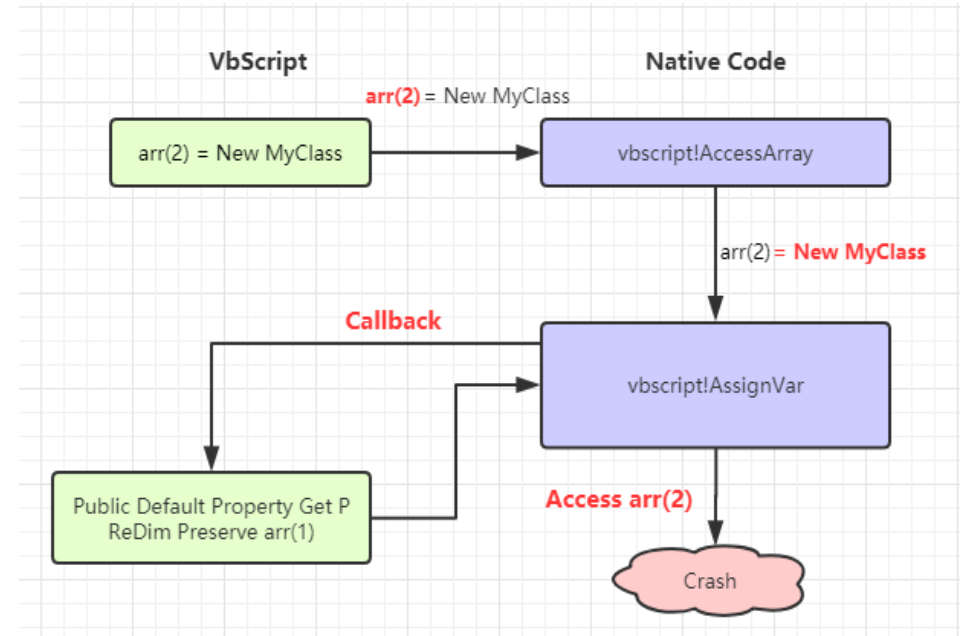 VbScript
Native Code
arr(2) = New MyClass
arr(2) = New MyClass
vbscript!AccessArray
arr(2) = New MyClass
Callback
vbscript!AssignVar
Access arr(2)
Public Default Property Get P
ReDim Preserve arr(1)
Crash